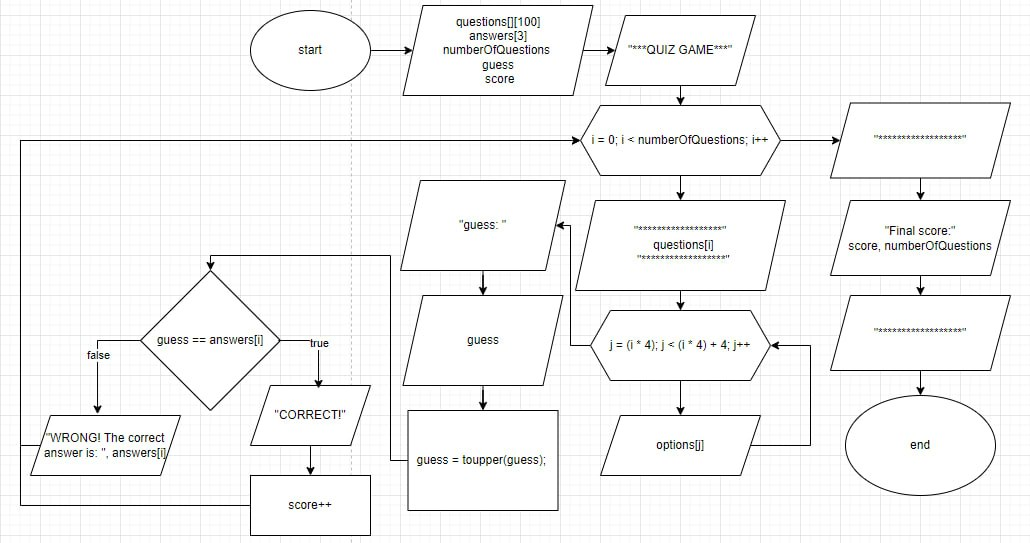 start
questions[][100]
answers[3]
numberOfQuestions
guess
score
"***QUIZ GAME***"
i = 0; i < numberOfQuestions; i++
"******************"
"******************"
questions[i]
"******************"
"guess: "
"Final score:"
score, numberOfQuestions
guess == answers[i]
false
true
guess
j = (i * 4); j < (i * 4) + 4; j++
"******************"
"CORRECT!"
"WRONG! The correct
answer is: ", answers[i]
guess = toupper(guess);
options[j]
end
score++